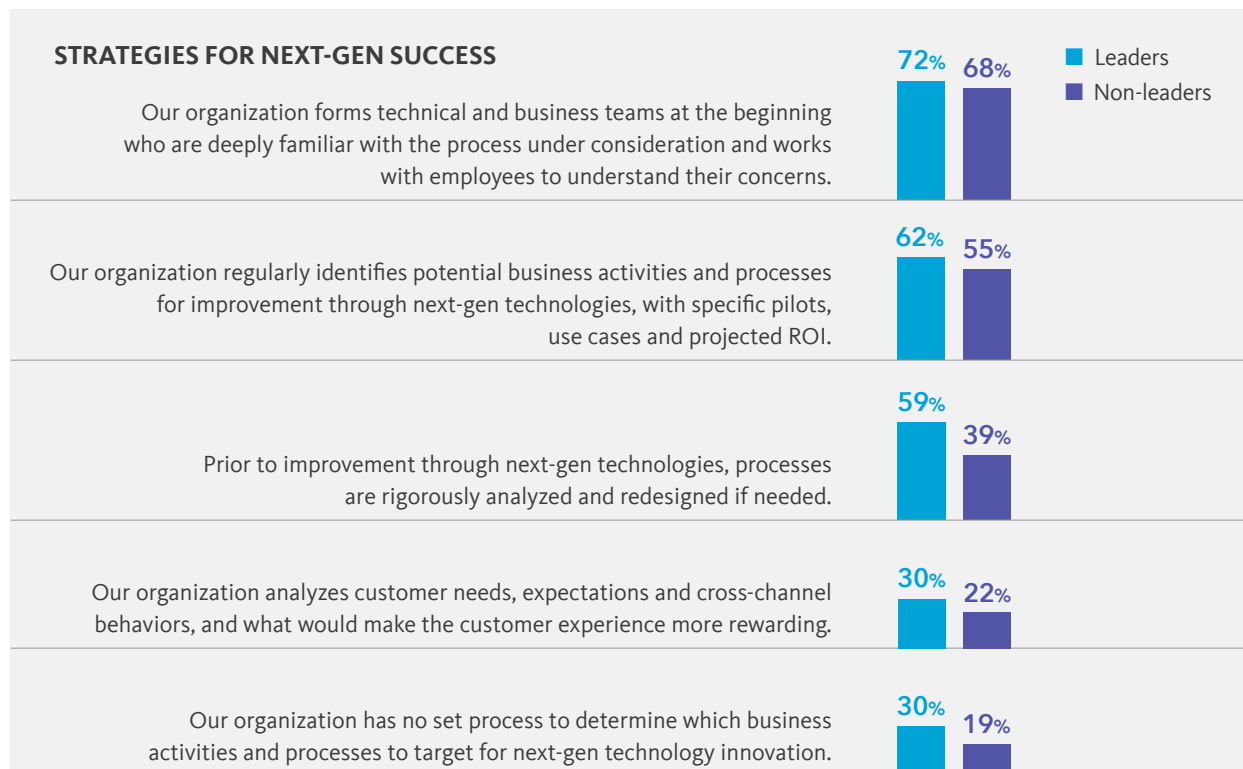 STRATEGIES FOR NEXT-GEN SUCCESS
72%
68%
Leaders
Non-leaders
Our organization forms technical and business teams at the beginning
who are deeply familiar with the process under consideration and works
with employees to understand their concerns.
62%
55%
Our organization regularly identifies potential business activities and processes
for improvement through next-gen technologies, with specific pilots,
use cases and projected ROI.
59%
39%
Prior to improvement through next-gen technologies, processes
are rigorously analyzed and redesigned if needed.
30%
22%
Our organization analyzes customer needs, expectations and cross-channel
behaviors, and what would make the customer experience more rewarding.
30%
19%
Our organization has no set process to determine which business
activities and processes to target for next-gen technology innovation.